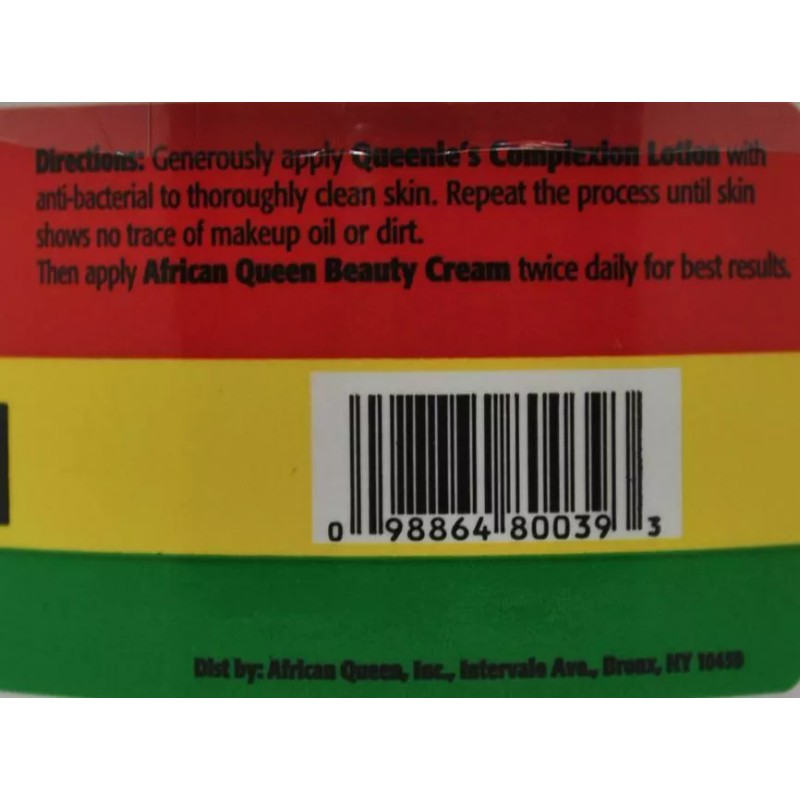 Directions: Generously apply Queenie's Complexion Lotion with
anti-bacterial to thoroughly clean skin. Repeat the process until skin
shows no trace of makeup oil or dirt.
Then apply African Queen Beauty Cream twice daily for best results.
0 98864 80039 3
Dist by: African Queen, Inc., Intervale Ave., Bronx, NY 10459